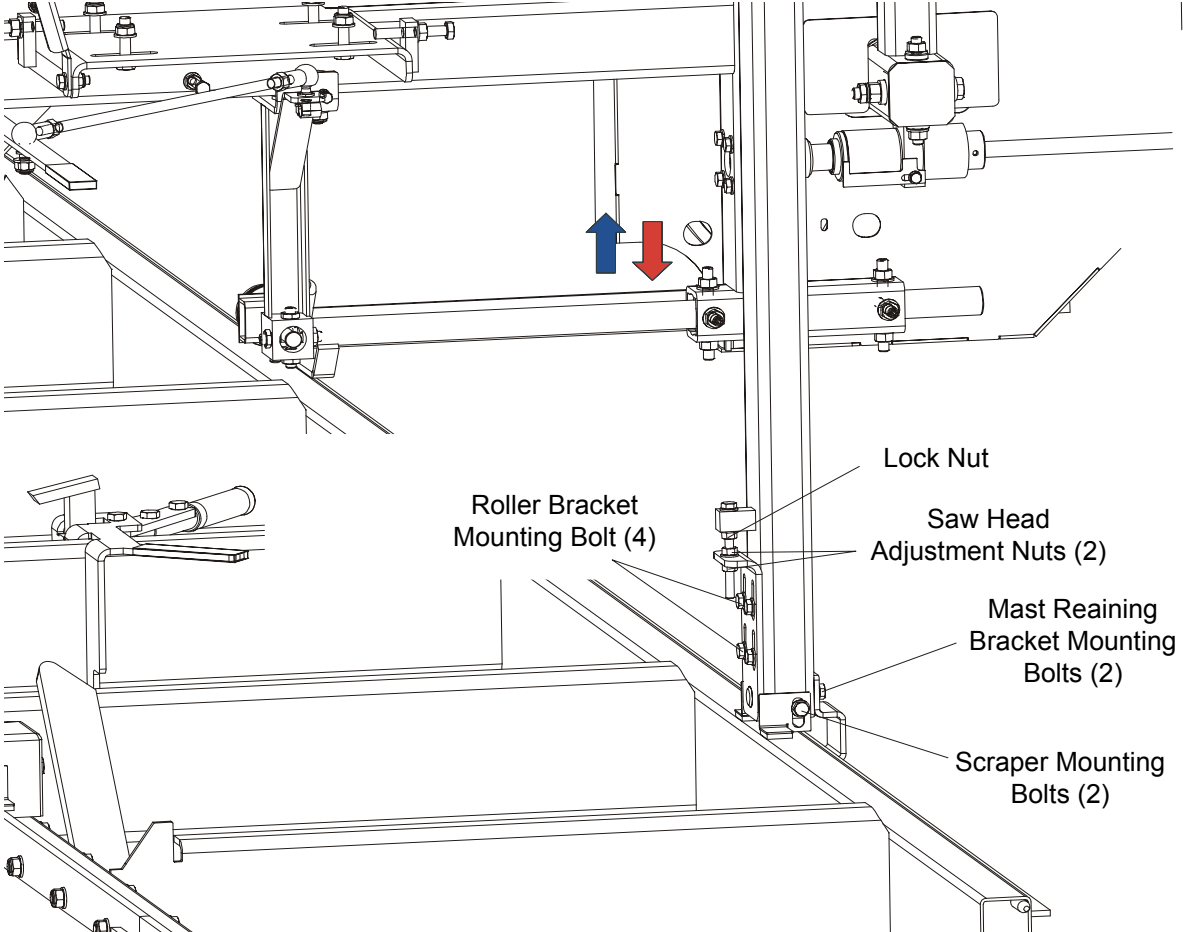 Lock Nut
Roller Bracket
Mounting Bolt (4)
Saw Head
Adjustment Nuts (2)
Mast Reaining
Bracket Mounting
Bolts (2)
Scraper Mounting
Bolts (2)